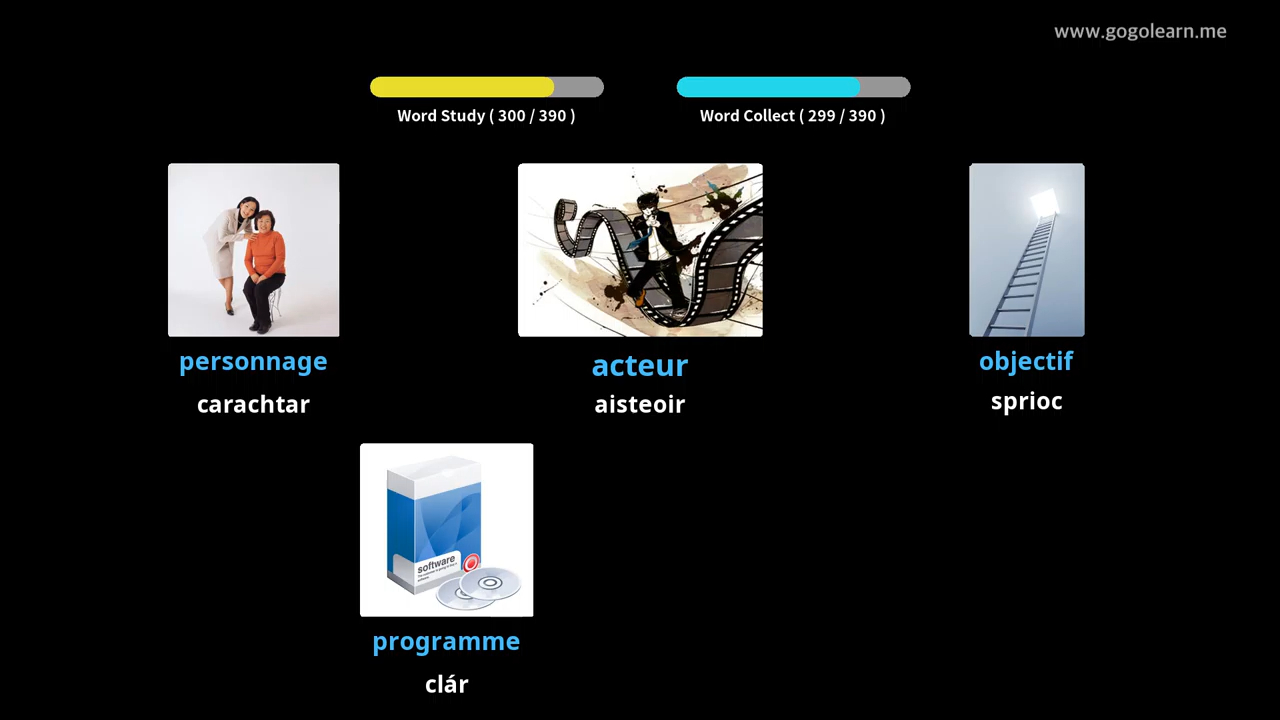 www.gogolearn.me
Word Study ( 300 / 390 )
Word Collect ( 299 / 390 )
personnage
acteur
objectif
carachtar
aisteoir
sprioc
software
programme
clár